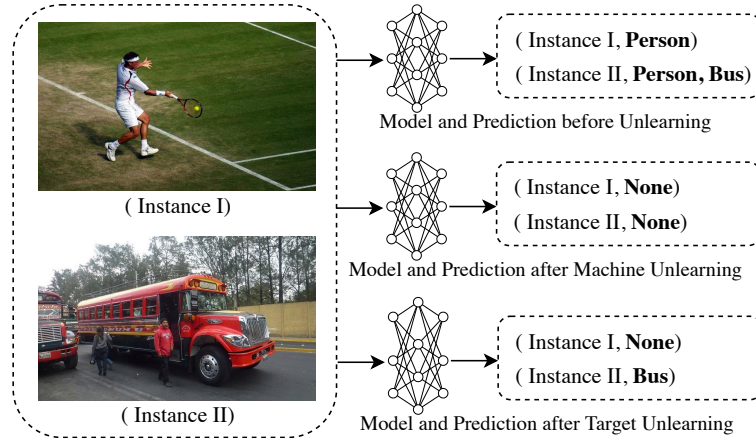 ( Instance I)
( Instance II)
( Instance I, Person)
( Instance II, Person, Bus)
Model and Prediction before Unlearning
( Instance I, None)
( Instance II, None)
Model and Prediction after Machine Unlearning
( Instance I, None)
( Instance II, Bus)
Model and Prediction after Target Unlearning